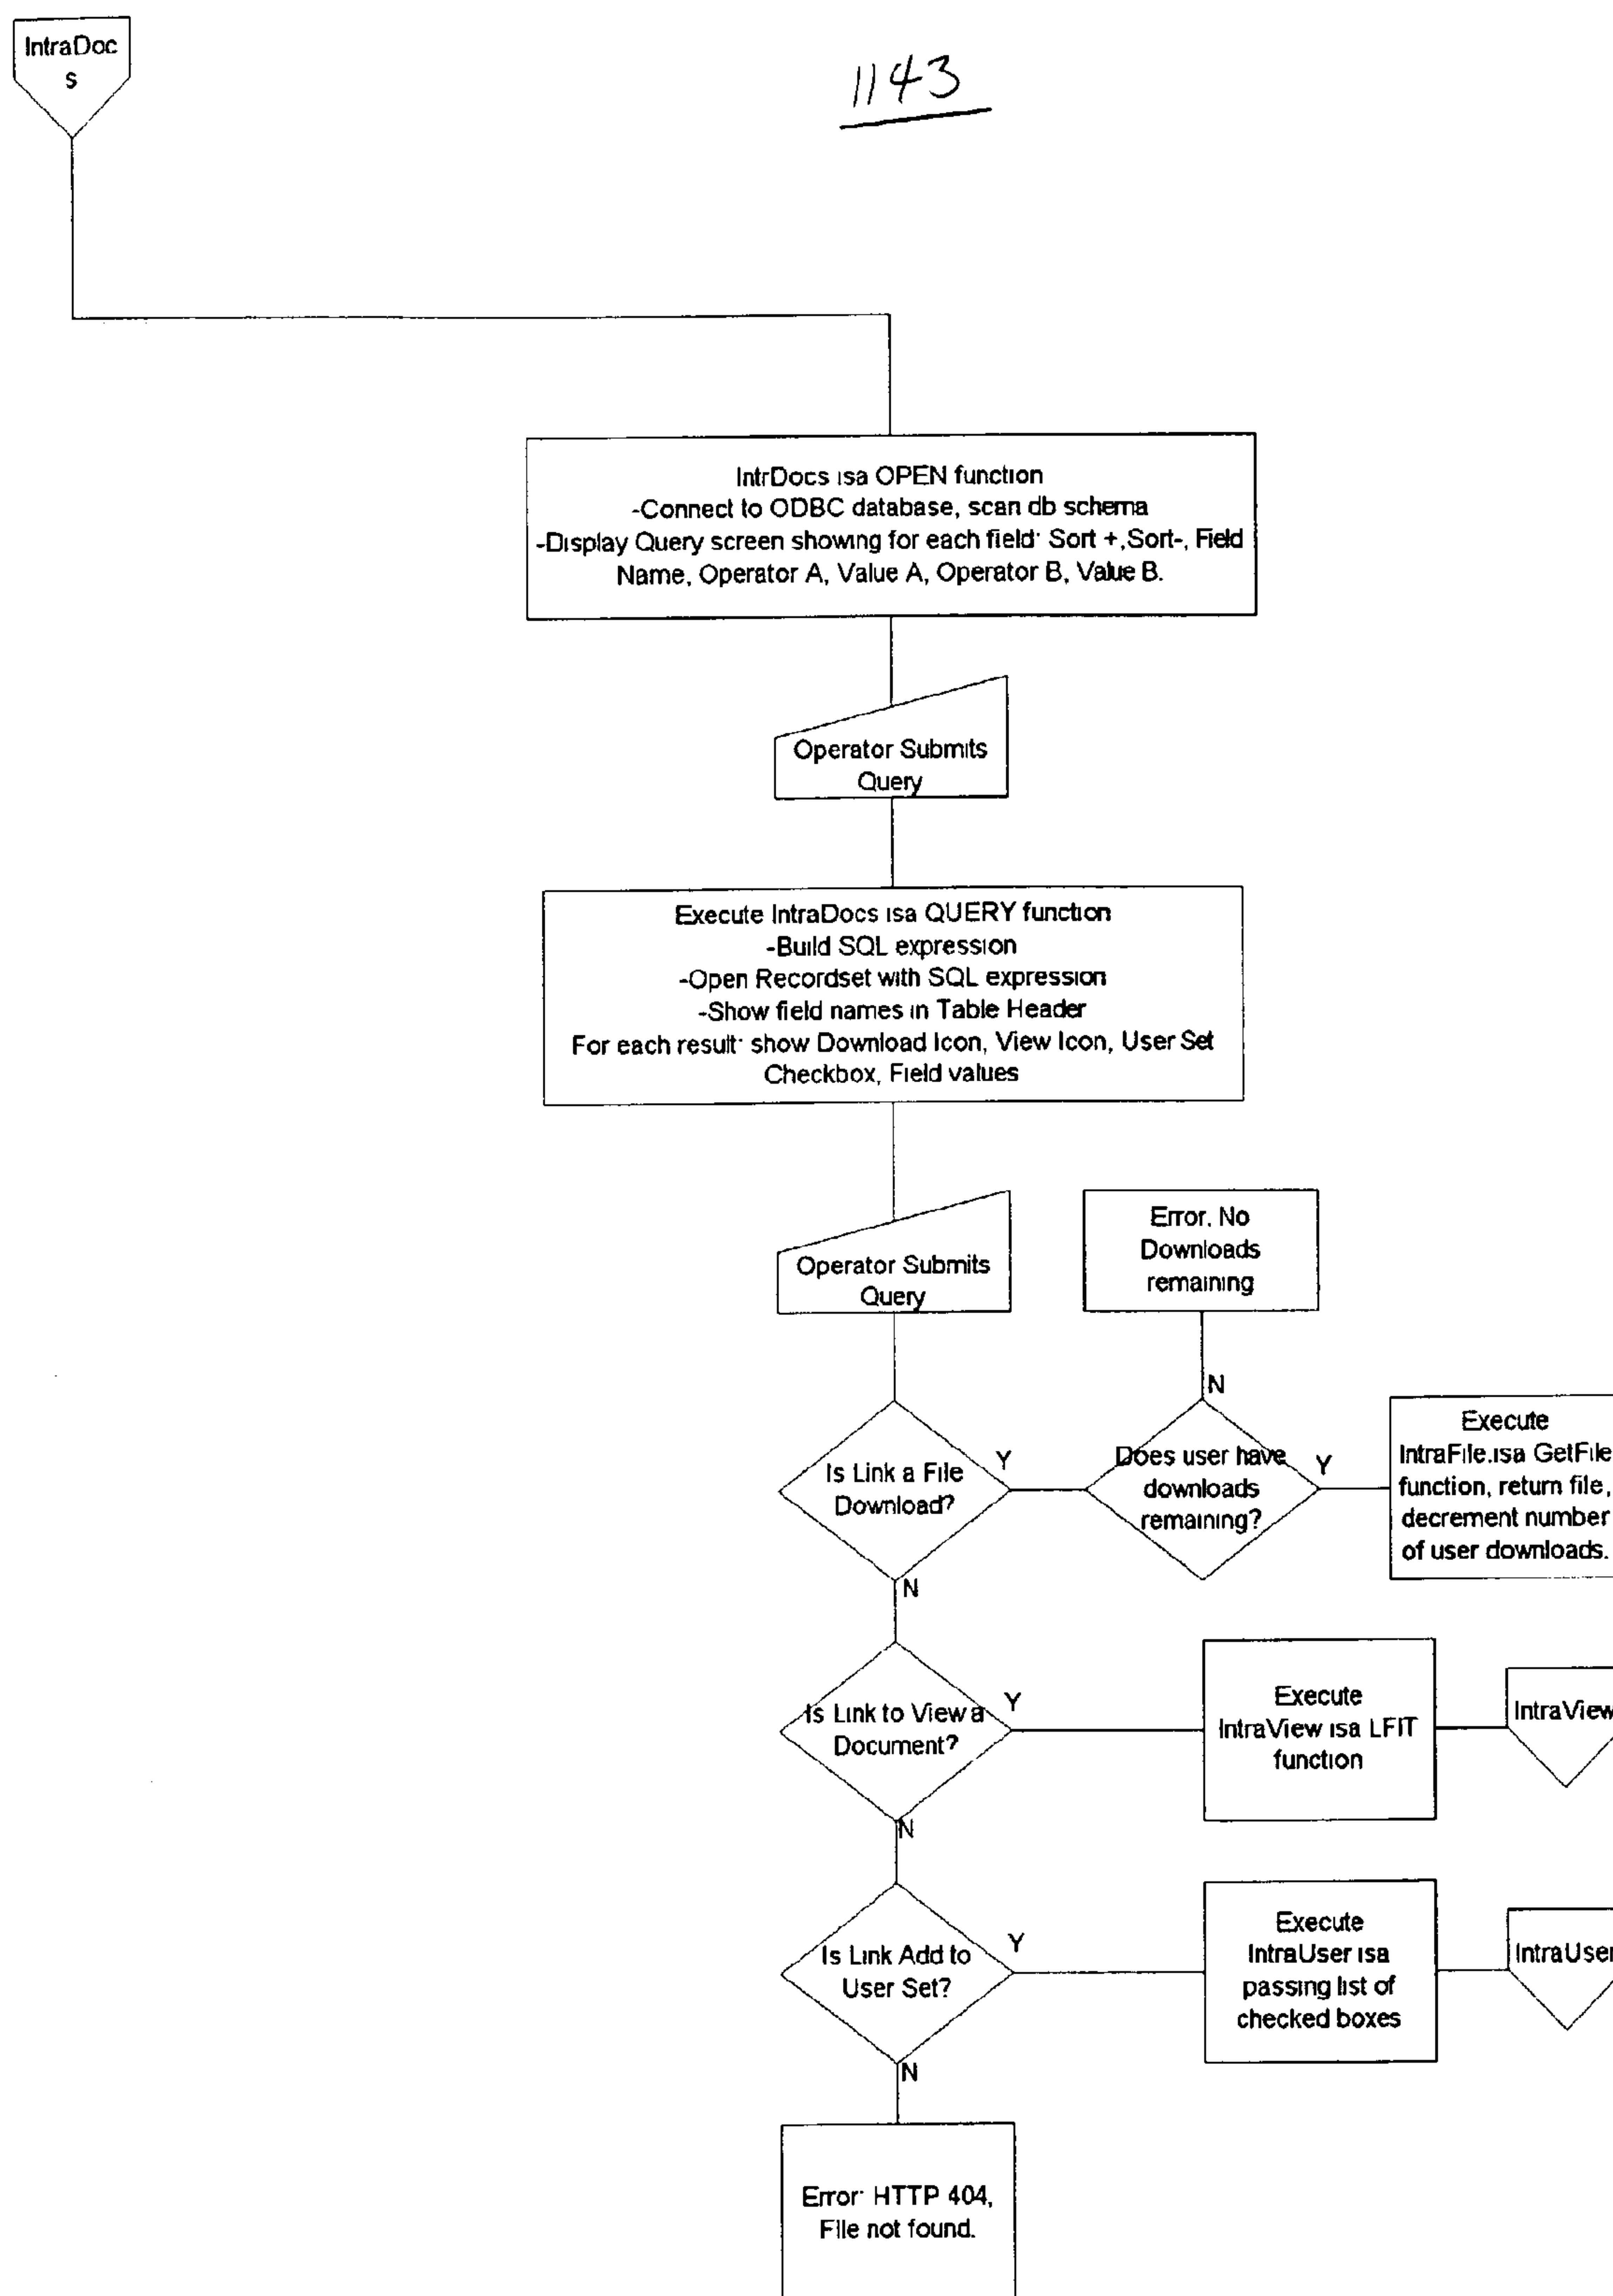 IntraDoc
s
1143
IntrDocs isa OPEN function
-Connect to ODBC database, scan db schema
-Display Query screen showing for each field: Sort +,Sort-, Field
Name, Operator A, Value A, Operator B, Value B.
Operator Submits
Query
Execute IntraDocs isa QUERY function
-Build SQL expression
-Open Recordset with SQL expression
-Show field names in Table Header
For each result: show Download Icon, View Icon, User Set
Checkbox, Field values
Operator Submits
Query
Error. No
Downloads
remaining
N
Is Link a File
Download?
Y
Does user have
downloads
remaining?
Y
Execute
IntraFile.isa GetFile
function, return file,
decrement number
of user downloads.
N
Is Link to View a
Document?
Y
Execute
IntraView isa LFIT
function
IntraView
N
Is Link Add to
User Set?
Y
Execute
IntraUser isa
passing list of
checked boxes
IntraUser
N
Error: HTTP 404,
File not found.